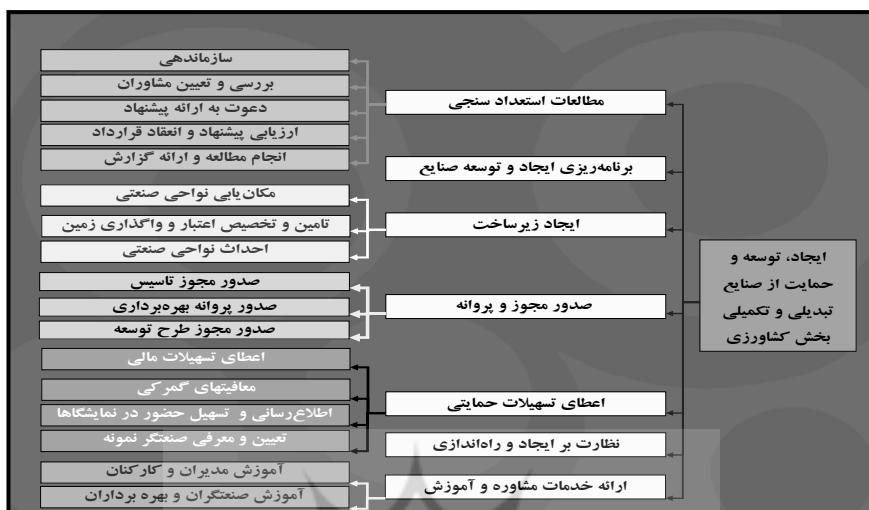 ایجاد، توسعه و
حمایت از صنایع
تبدیلی و تکمیلی
بخش کشاورزی
مطالعات استعداد سنجی
سازماندهی
بررسی و تعیین مشاوران
دعوت به ارائه پیشنهاد
ارزیابی پیشنهاد و انعقاد قرارداد
انجام مطالعه و ارائه گزارش
برنامه‌ریزی ایجاد و توسعه صنایع
ایجاد زیرساخت
مکان‌یابی نواحی صنعتی
تامین و تخصیص اعتبار و واگذاری زمین
احداث نواحی صنعتی
صدور مجوز و پروانه
صدور مجوز تاسیس
صدور پروانه بهره‌برداری
صدور مجوز طرح توسعه
اعطای تسهیلات حمایتی
اعطای تسهیلات مالی
معافیتهای گمرکی
اطلاع‌رسانی و تسهیل حضور در نمایشگاها
تعیین و معرفی صنعتگر نمونه
نظارت بر ایجاد و راه‌اندازی
ارائه خدمات مشاوره و آموزش
آموزش مدیران و کارکنان
آموزش صنعتگران و بهره برداران